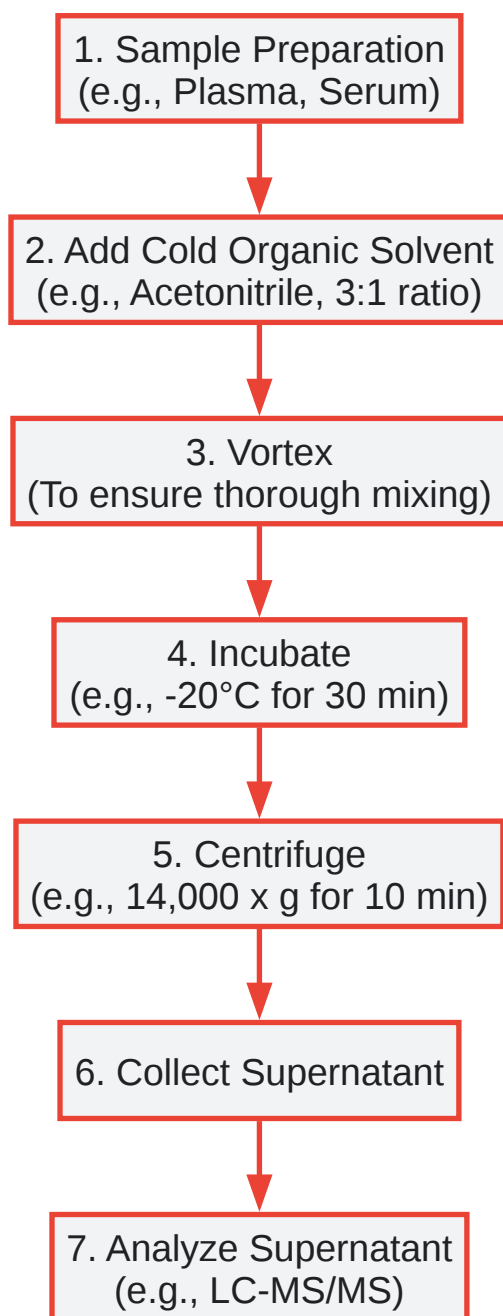 1. Sample Preparation
(e.g., Plasma, Serum)
2. Add Cold Organic Solvent
(e.g., Acetonitrile, 3:1 ratio)
3. Vortex
(To ensure thorough mixing)
4. Incubate
(e.g., -20°C for 30 min)
5. Centrifuge
(e.g., 14,000 x g for 10 min)
6. Collect Supernatant
7. Analyze Supernatant
(e.g., LC-MS/MS)